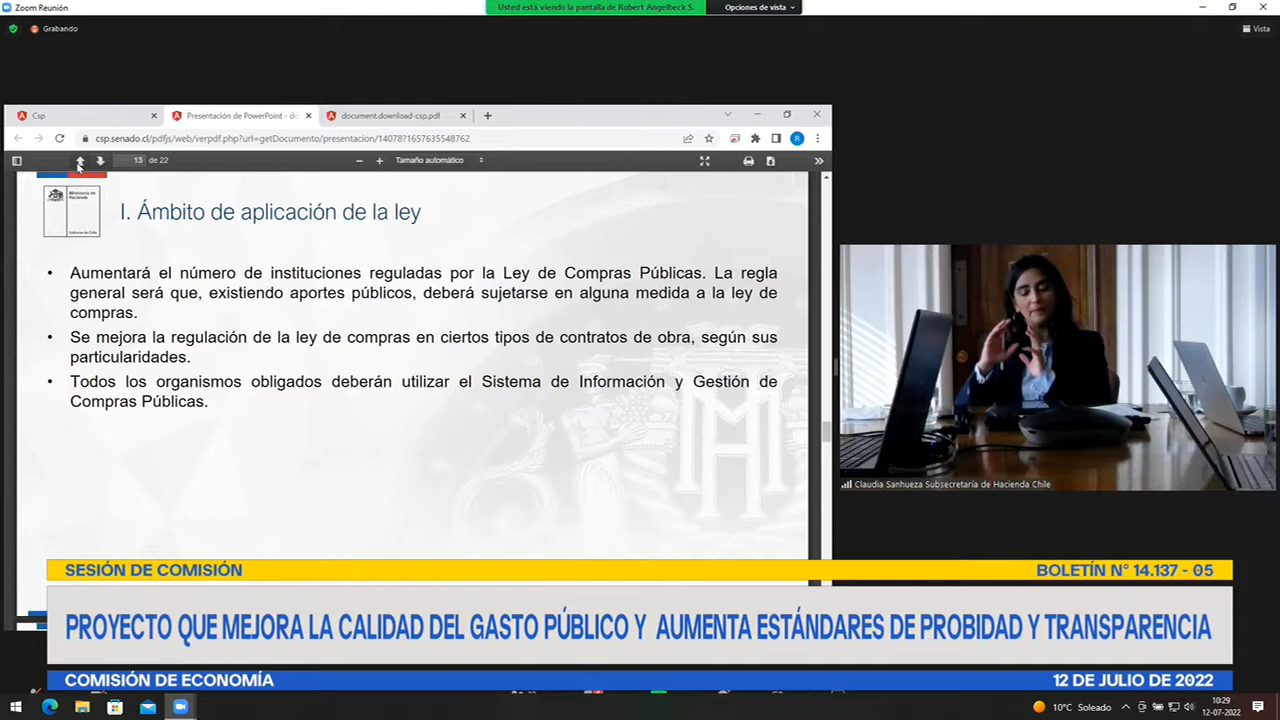 Zoom Reunión
Usted está viendo la pantalla de Robert Angelbeck S.
Opciones de vista
Grabando
Vista
Csp
Presentación de PowerPoint - do
document.download-csp.pdf
csp.senado.cl/pdfjs/web/verpdf.php?url=getDocumento/presentacion/14078?1657635548762
R
13 de 22
Tamaño automático
Ministerio de
Hacienda
Gobierno de Chile
I. Ámbito de aplicación de la ley
• Aumentará el número de instituciones reguladas por la Ley de Compras Públicas. La regla
general será que, existiendo aportes públicos, deberá sujetarse en alguna medida a la ley de
compras.
• Se mejora la regulación de la ley de compras en ciertos tipos de contratos de obra, según sus
particularidades.
• Todos los organismos obligados deberán utilizar el Sistema de Información y Gestión de
Compras Públicas.
Claudia Sanhueza Subsecretaría de Hacienda Chile
SESIÓN DE COMISIÓN
BOLETÍN N° 14.137 - 05
PROYECTO QUE MEJORA LA CALIDAD DEL GASTO PÚBLICO Y AUMENTA ESTÁNDARES DE PROBIDAD Y TRANSPARENCIA
COMISIÓN DE ECONOMÍA
12 DE JULIO DE 2022
10°C Soleado
10:29
12-07-2022